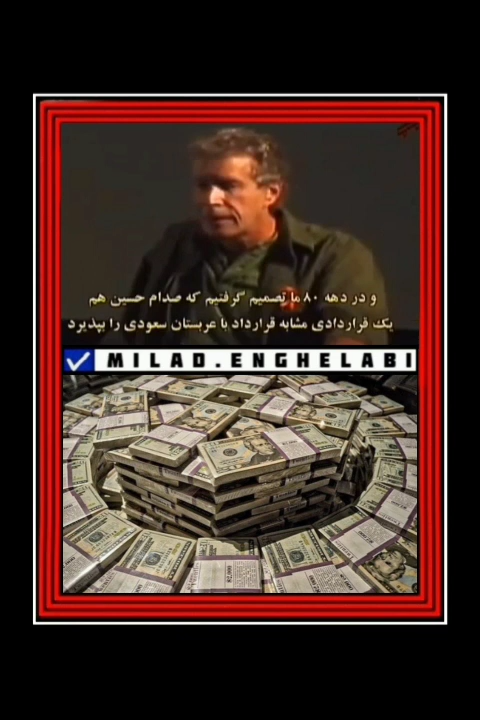 و در دهه ۸۰ ما تصمیم گرفتیم که صدام حسین هم
یک قراردادی مشابه قرارداد با عربستان سعودی را بپذیرد
MILAD.ENGHELABI